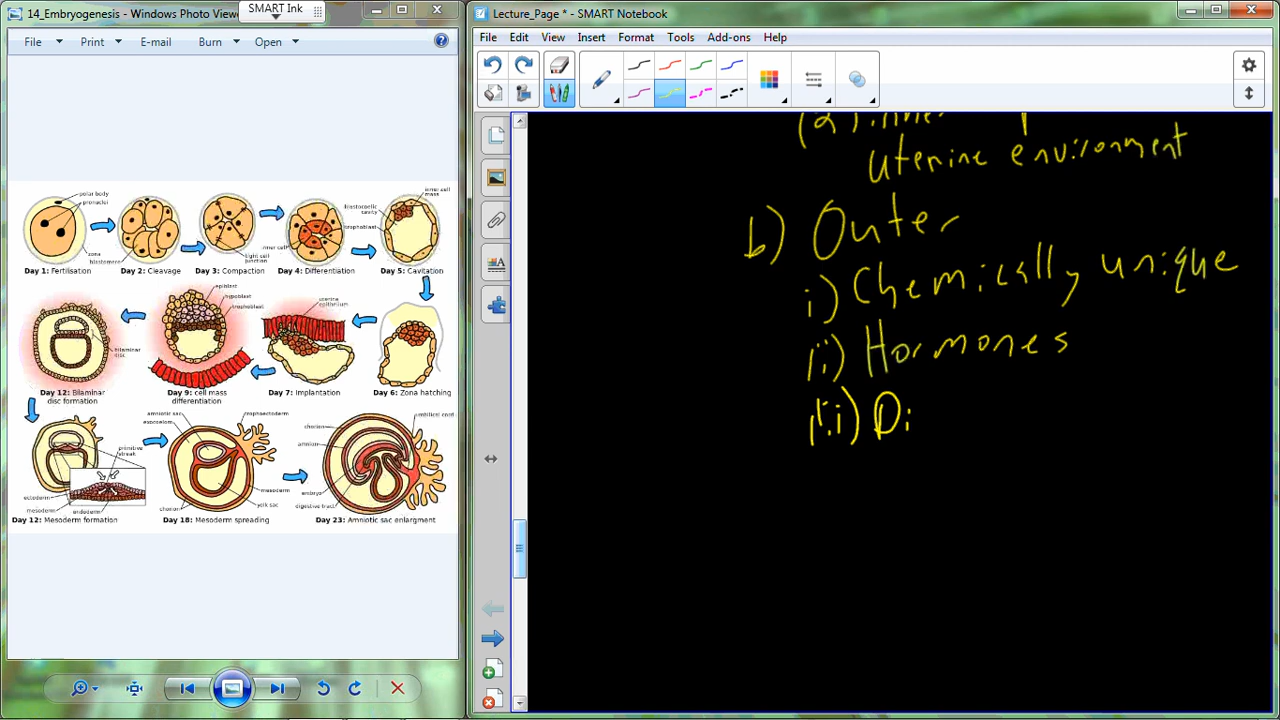 14_Embryogenesis - Windows Photo View
SMART Ink
File Print E-mail Burn Open
polar body
pronuclei
zona
blastomere
tight cell
junction
inner cell
blastocoelic
cavity
trophoblast
inner cell
mass
Day 1: Fertilisation
Day 2: Cleavage
Day 3: Compaction
Day 4: Differentiation
Day 5: Cavitation
epiblast
hypoblast
trophoblast
uterine
epithelium
bilaminar
disc
Day 12: Bilaminar
disc formation
Day 9: cell mass
differentiation
Day 7: Implantation
Day 6: Zona hatching
primitive
streak
ectoderm
mesoderm
endoderm
amniotic sac
exocoelom
trophoectoderm
mesoderm
yolk sac
chorion
umbilical cord
chorion
amnion
embryo
digestive tract
Day 12: Mesoderm formation
Day 18: Mesoderm spreading
Day 23: Amniotic sac enlargment
Lecture_Page * - SMART Notebook
File Edit View Insert Format Tools Add-ons Help
uterine environment
b) Outer
i) Chemically unique
ii) Hormones
iii) Di